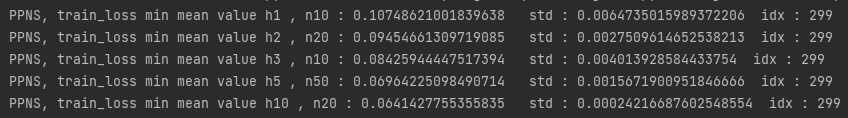 PPNS, train_loss min mean value h1 , n10 : 0.10748621001839638   std : 0.0064735015989372206  idx : 299
PPNS, train_loss min mean value h2 , n20 : 0.09454661309719085   std : 0.0027509614652538213  idx : 299
PPNS, train_loss min mean value h3 , n10 : 0.08425944447517394   std : 0.004013928584433754  idx : 299
PPNS, train_loss min mean value h5 , n50 : 0.06964225098490714   std : 0.0015671900951846666  idx : 299
PPNS, train_loss min mean value h10 , n20 : 0.0641427755355835   std : 0.00024216687602548554  idx : 299